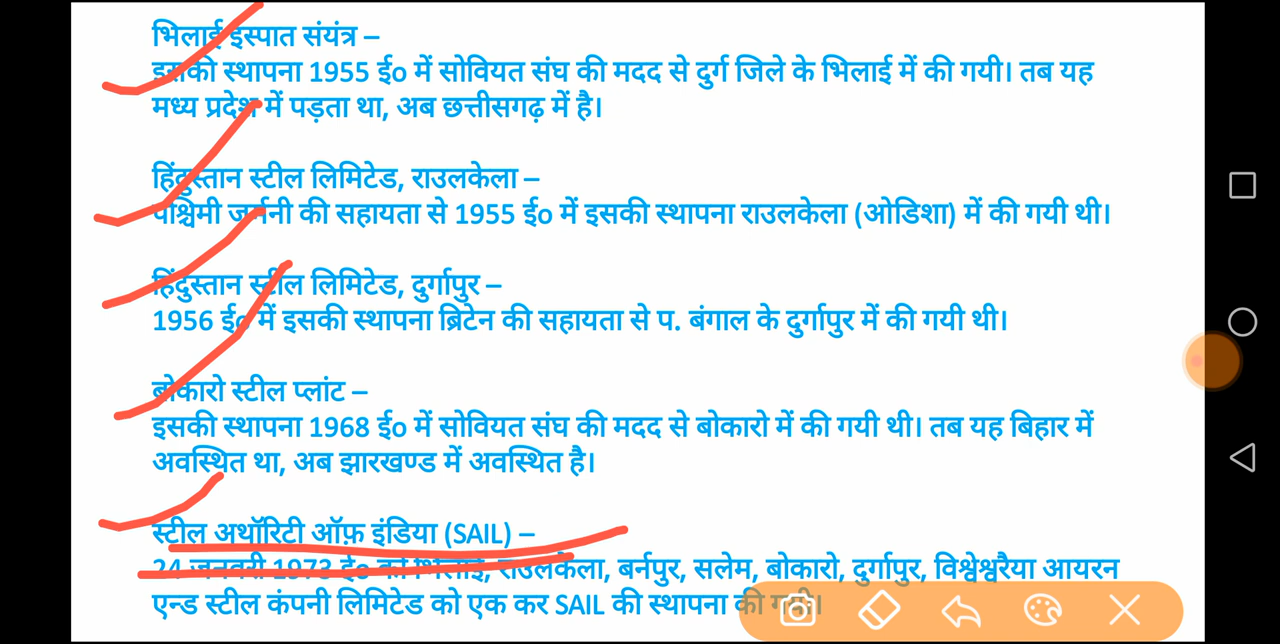 भिलाई इस्पात संयंत्र –
इसकी स्थापना 1955 ई० में सोवियत संघ की मदद से दुर्ग जिले के भिलाई में की गयी। तब यह
मध्य प्रदेश में पड़ता था, अब छत्तीसगढ़ में है।
हिंदुस्तान स्टील लिमिटेड, राउलकेला –
पश्चिमी जर्मनी की सहायता से 1955 ई० में इसकी स्थापना राउलकेला (ओडिशा) में की गयी थी।
हिंदुस्तान स्टील लिमिटेड, दुर्गापुर –
1956 ई० में इसकी स्थापना ब्रिटेन की सहायता से प. बंगाल के दुर्गापुर में की गयी थी।
बोकारो स्टील प्लांट –
इसकी स्थापना 1968 ई० में सोवियत संघ की मदद से बोकारो में की गयी थी। तब यह बिहार में
अवस्थित था, अब झारखण्ड में अवस्थित है।
स्टील अथॉरिटी ऑफ़ इंडिया (SAIL) –
24 जनवरी 1973 ई० को भिलाई, राउलकेला, बर्नपुर, सलेम, बोकारो, दुर्गापुर, विश्वेश्वरैया आयरन
एन्ड स्टील कंपनी लिमिटेड को एक कर SAIL की स्थापना की गयी।